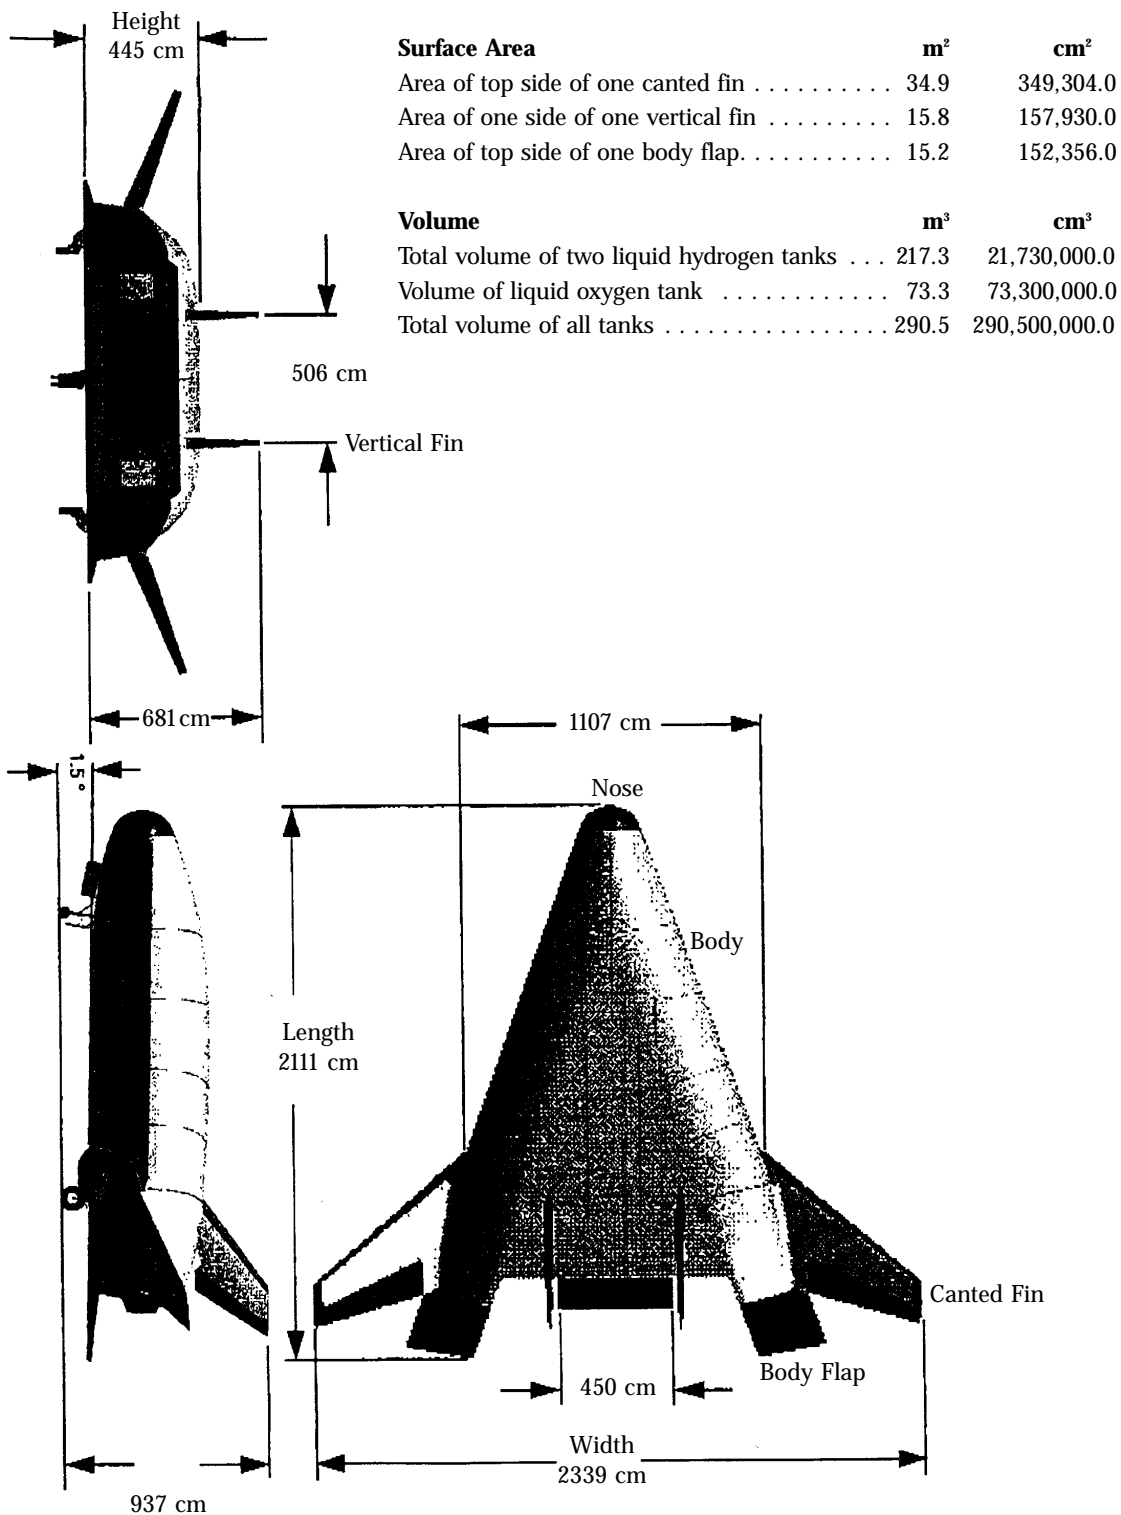 Height
445 cm
Surface Area m² cm²
Area of top side of one canted fin . . . . . . . . . . 34.9 349,304.0
Area of one side of one vertical fin . . . . . . . . . 15.8 157,930.0
Area of top side of one body flap. . . . . . . . . . . 15.2 152,356.0
Volume m³ cm³
Total volume of two liquid hydrogen tanks . . . 217.3 21,730,000.0
Volume of liquid oxygen tank . . . . . . . . . . . . 73.3 73,300,000.0
Total volume of all tanks . . . . . . . . . . . . . . . . 290.5 290,500,000.0
506 cm
Vertical Fin
681 cm
1107 cm
1.5°
Nose
Body
Length
2111 cm
Canted Fin
Body Flap
450 cm
Width
2339 cm
937 cm